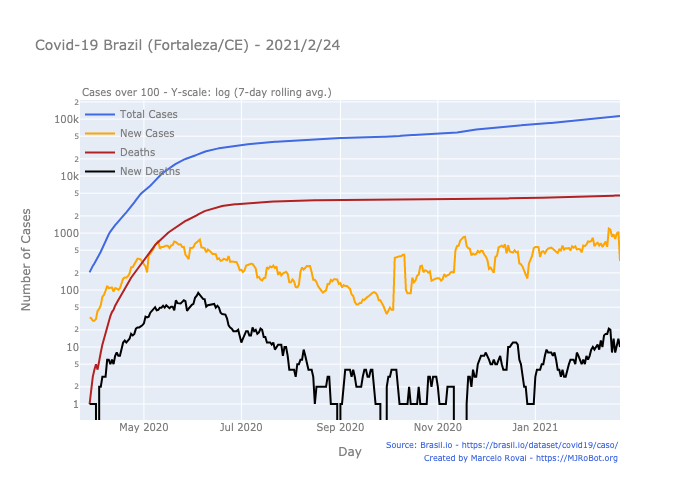 Covid-19 Brazil (Fortaleza/CE) - 2021/2/24
Cases over 100 - Y-scale: log (7-day rolling avg.)
Total Cases
New Cases
Deaths
New Deaths
2
100k
5
2
10k
5
2
1000
5
2
100
5
2
10
5
2
1
Number of Cases
May 2020
Jul 2020
Sep 2020
Nov 2020
Jan 2021
Day
Source: Brasil.io - https://brasil.io/dataset/covid19/caso/
Created by Marcelo Rovai - https://MJRoBot.org